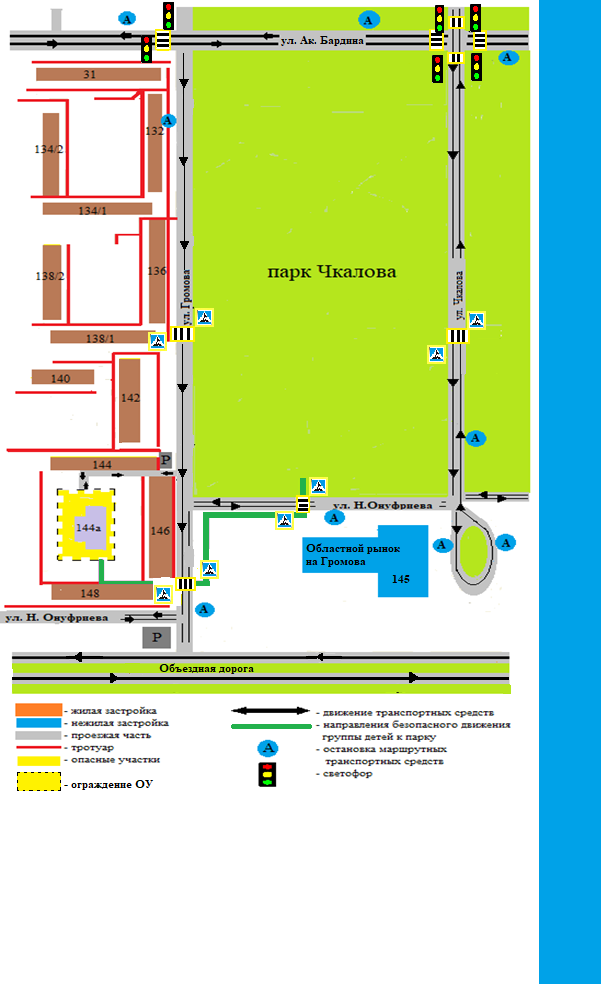 А
А
ул. Ак. Бардина
А
31
132
А
134/2
134/1
136
138/2
парк Чкалова
ул. Громова
ул. Чкалова
138/1
140
142
А
144
Р
ул. Н.Онуфриева
А
144а
146
Областной рынок
на Громова
145
А
А
148
А
ул. Н. Онуфриева
Р
Объездная дорога
- жилая застройка
- нежилая застройка
- проезжая часть
- тротуар
- опасные участки
- ограждение ОУ
- движение транспортных средств
- направления безопасного движения
группы детей к парку
А
- остановка маршрутных
транспортных средств
- светофор